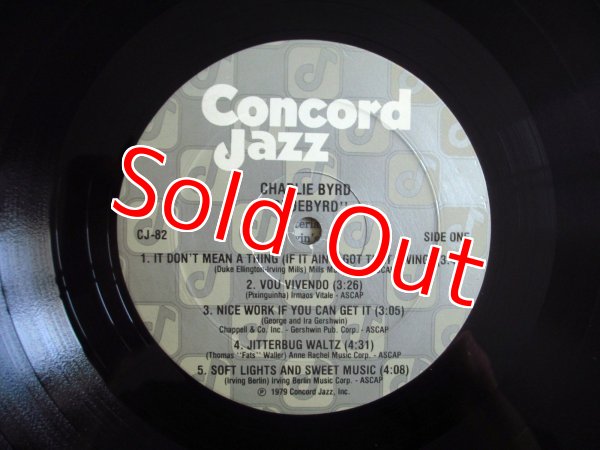 Concord
Jazz
Sold Out
CHARLIE BYRD
CJ-82
SIDE ONE
1. IT DON'T MEAN A THING (IF IT AIN'T GOT
(Duke Ellington-Irving Mills) Mills
2. VOU VIVENDO (3:26)
(Pixinguinha) Irmaos Vitale - ASCAP
3. NICE WORK IF YOU CAN GET IT (3:05)
(George and Ira Gershwin)
Chappell & Co. Inc. - Gershwin Pub. Corp. - ASCAP
4. JITTERBUG WALTZ (4:31)
(Thomas "Fats" Waller) Anne Rachel Music Corp. - ASCAP
5. SOFT LIGHTS AND SWEET MUSIC (4:08)
(Irving Berlin) Irving Berlin Music Corp. - ASCAP
℗ 1979 Concord Jazz, Inc.